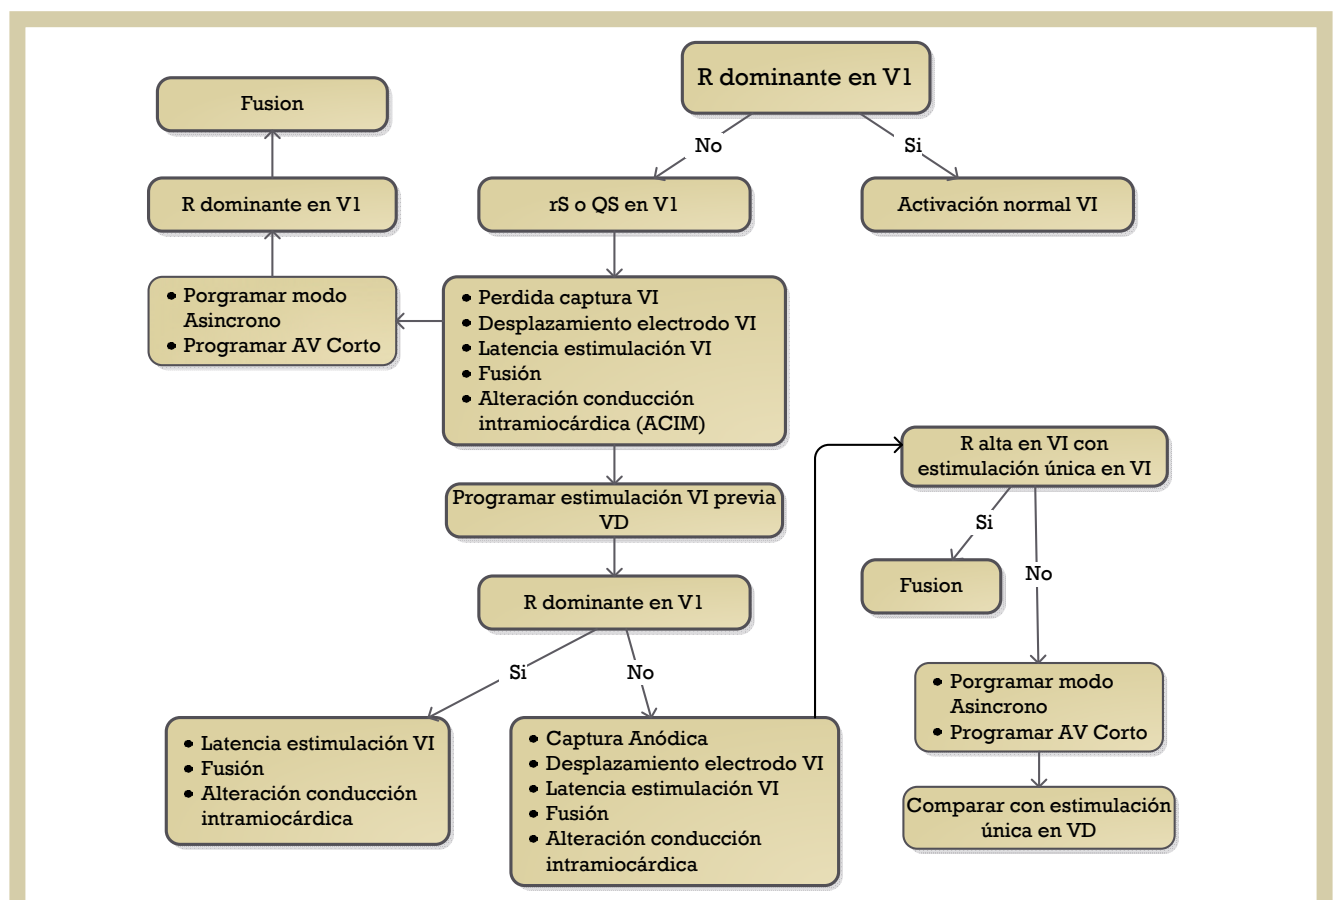 R dominante en V1
No
Si
rS o QS en V1
Activación normal VI
• Perdida captura VI
• Desplazamiento electrodo VI
• Latencia estimulación VI
• Fusión
• Alteración conducción
intramiocárdica (ACIM)
• Porgramar modo
Asincrono
• Programar AV Corto
R dominante en V1
Fusion
Programar estimulación VI previa
VD
R dominante en V1
Si
No
• Latencia estimulación VI
• Fusión
• Alteración conducción
intramiocárdica
• Captura Anódica
• Desplazamiento electrodo VI
• Latencia estimulación VI
• Fusión
• Alteración conducción
intramiocárdica
R alta en VI con
estimulación única en VI
Si
No
Fusion
• Porgramar modo
Asincrono
• Programar AV Corto
Comparar con estimulación
única en VD